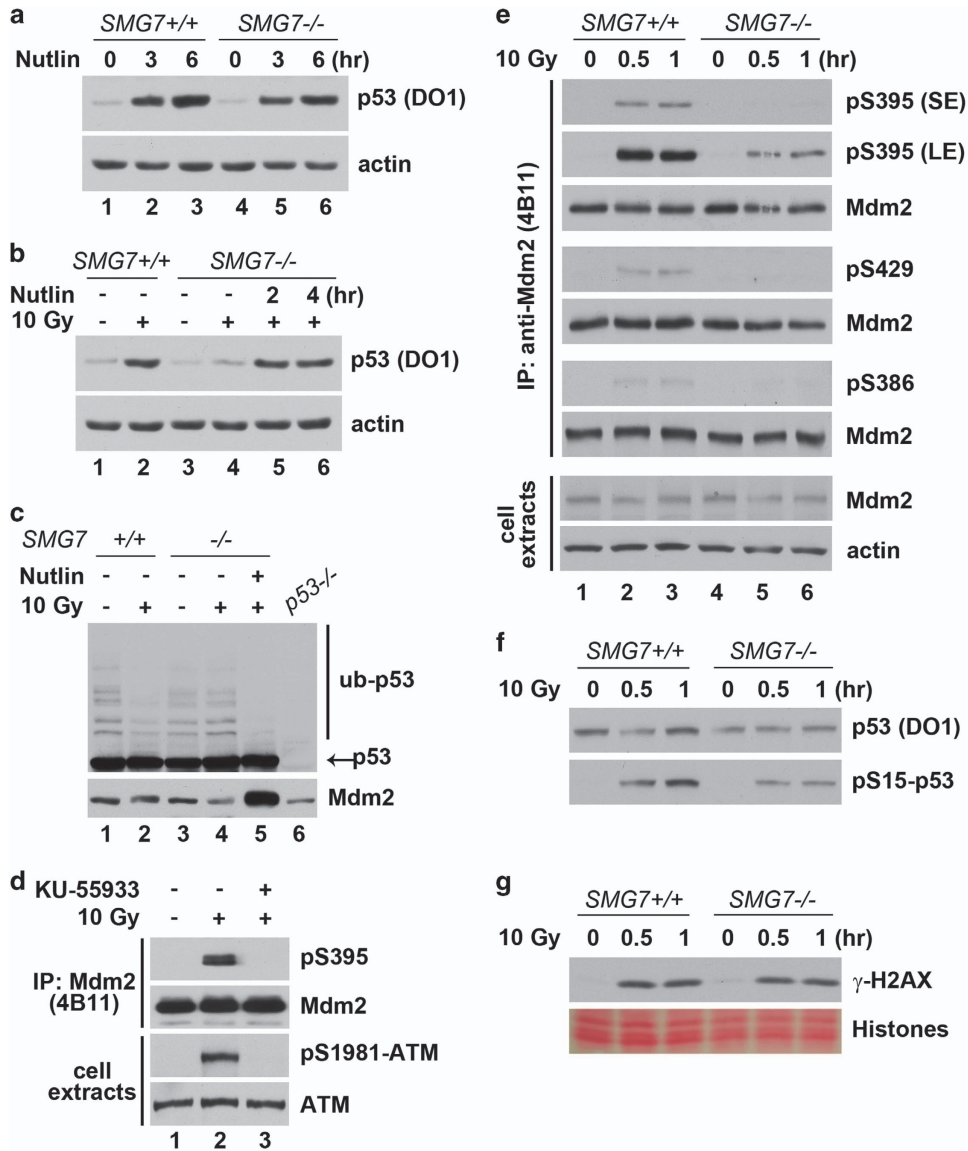 a
SMG7+/+ SMG7-/-
Nutlin 0 3 6 0 3 6 (hr)
p53 (DO1)
actin
1 2 3 4 5 6
b
SMG7+/+ SMG7-/-
Nutlin - - - - 2 4 (hr)
10 Gy - + - + + +
p53 (DO1)
actin
1 2 3 4 5 6
c
SMG7 +/+ -/-
Nutlin - - - - + p53-/-
10 Gy - + - + +
ub-p53
←p53
Mdm2
1 2 3 4 5 6
d
KU-55933 - - +
10 Gy - + +
IP: Mdm2
(4B11)
pS395
Mdm2
cell
extracts
pS1981-ATM
ATM
1 2 3
e
SMG7+/+ SMG7-/-
10 Gy 0 0.5 1 0 0.5 1 (hr)
IP: anti-Mdm2 (4B11)
pS395 (SE)
pS395 (LE)
Mdm2
pS429
Mdm2
pS386
Mdm2
cell
extracts
Mdm2
actin
1 2 3 4 5 6
f
SMG7+/+ SMG7-/-
10 Gy 0 0.5 1 0 0.5 1 (hr)
p53 (DO1)
pS15-p53
g
SMG7+/+ SMG7-/-
10 Gy 0 0.5 1 0 0.5 1 (hr)
γ-H2AX
Histones